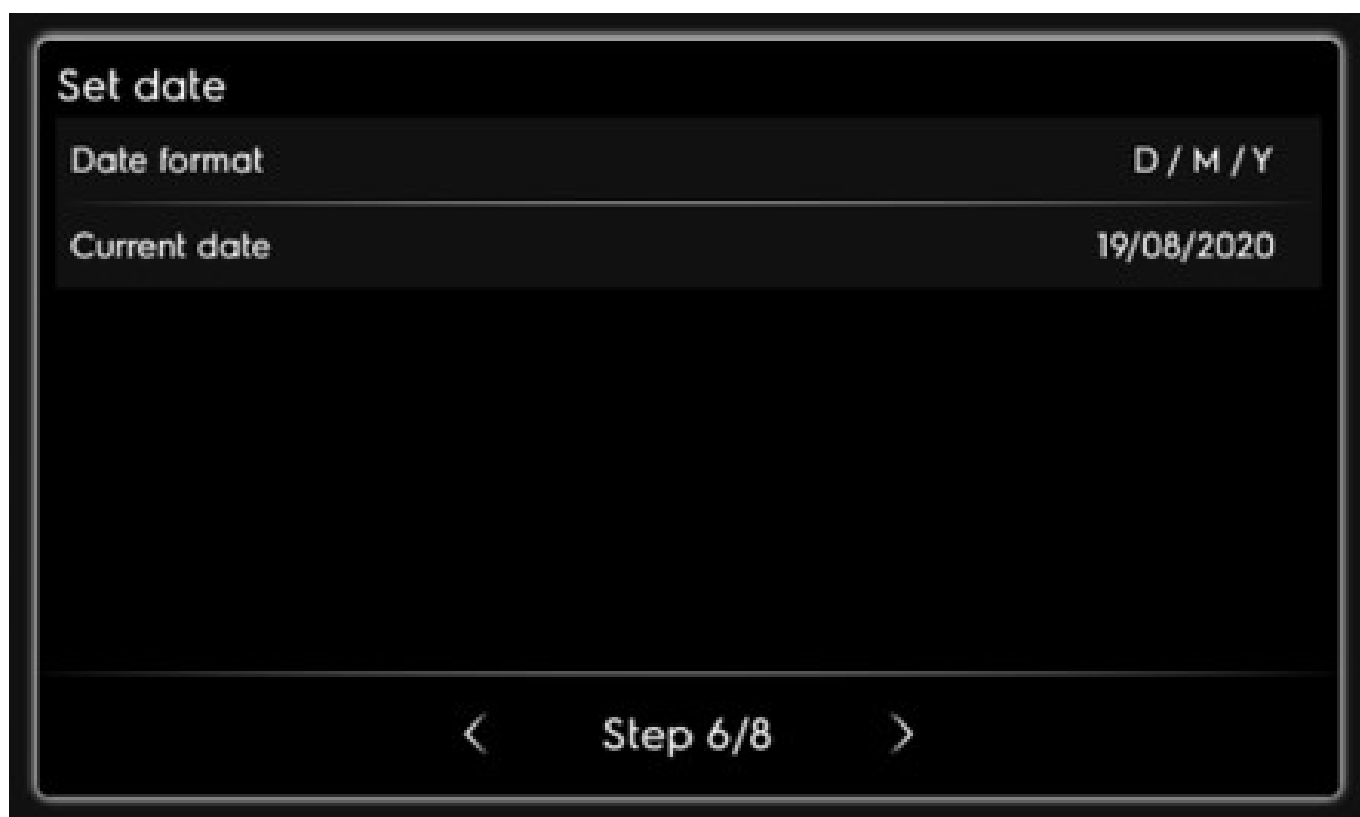 Set date
Date format D / M / Y
Current date 19/08/2020
< Step 6/8 >